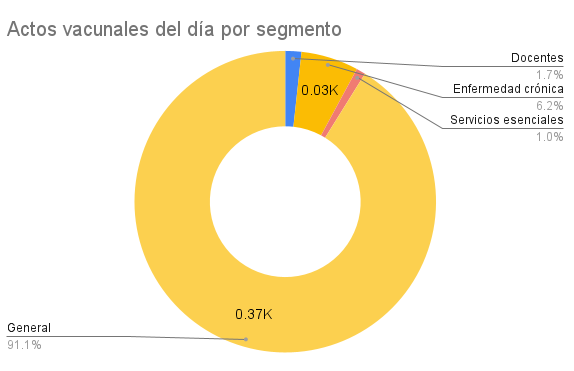 Actos vacunales del día por segmento
Docentes
1.7%
Enfermedad crónica
6.2%
Servicios esenciales
1.0%
0.03K
0.37K
General
91.1%